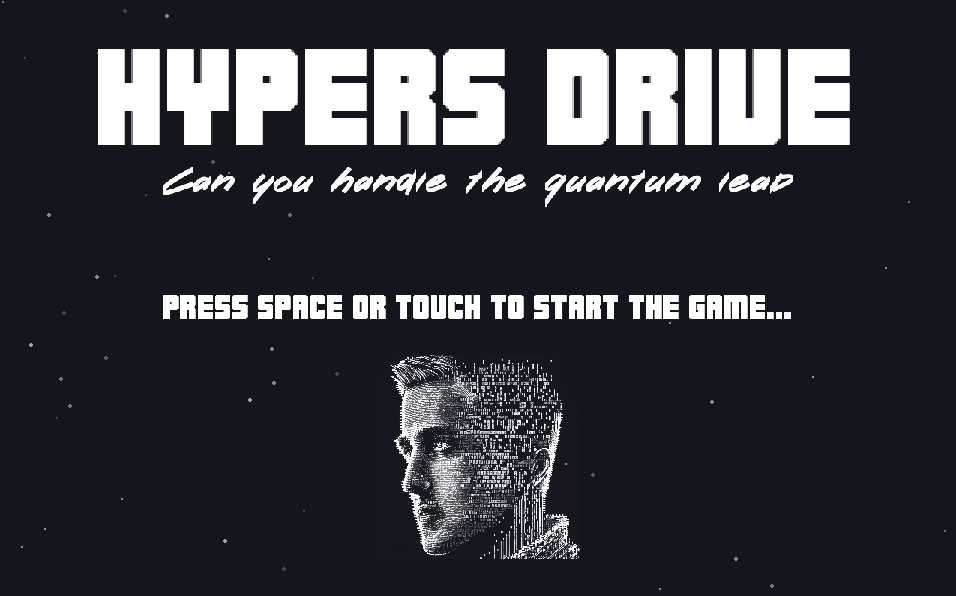 HYPERS DRIVE
Can you handle the quantum leap
PRESS SPACE OR TOUCH TO START THE GAME...